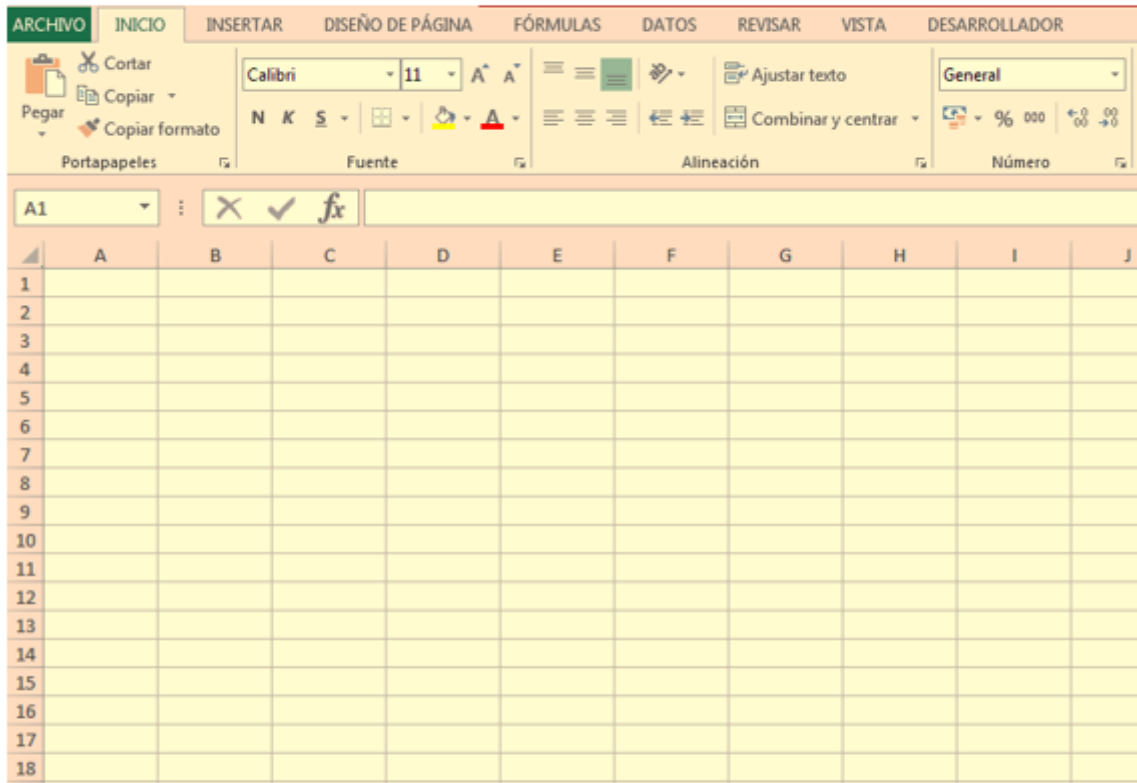 ARCHIVO INICIO INSERTAR DISEÑO DE PÁGINA FÓRMULAS DATOS REVISAR VISTA DESARROLLADOR
Cortar
Calibri 11 A A Ajustar texto General
Copiar
Pegar
N K S A Combinar y centrar % 000
Copiar formato
Portapapeles Fuente Alineación Número
A1 fx
A B C D E F G H I J
1
2
3
4
5
6
7
8
9
10
11
12
13
14
15
16
17
18